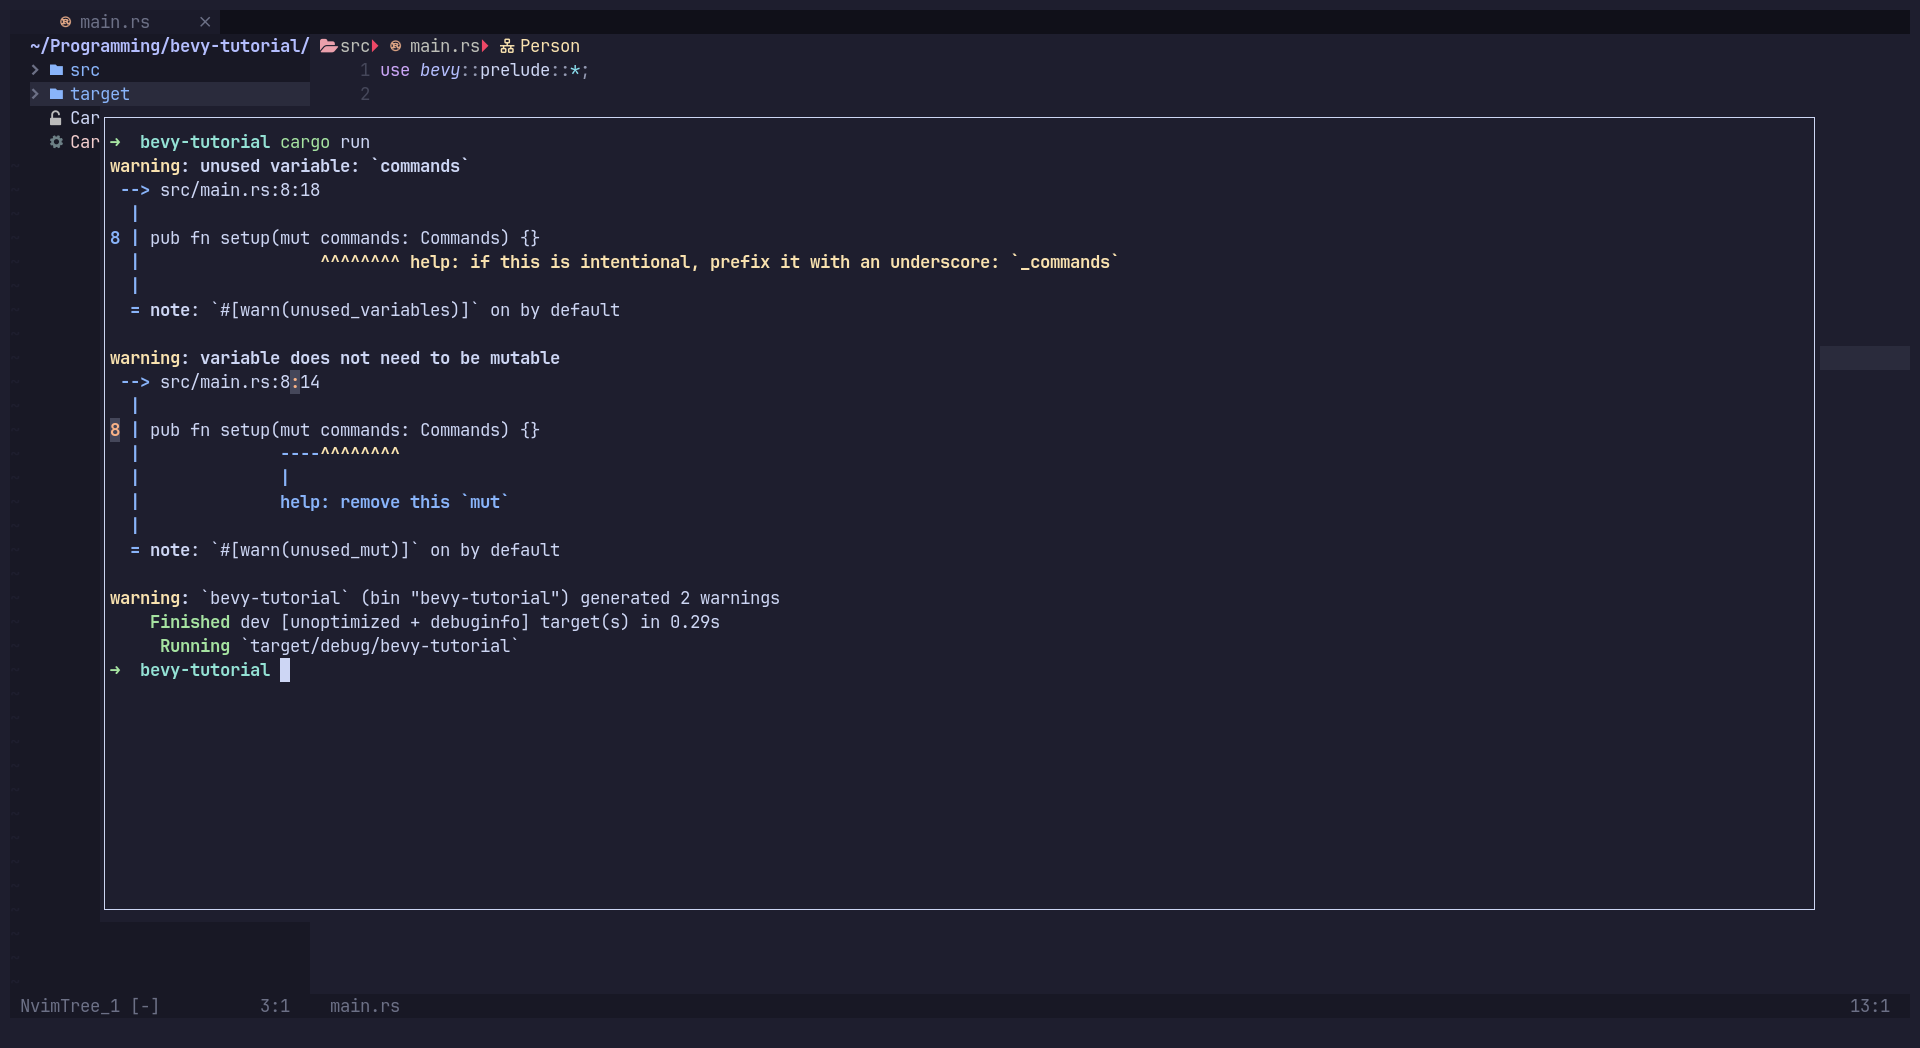 main.rs ×
~/Programming/bevy-tutorial/ src main.rs Person
> src 1 use bevy::prelude::*;
> target 2
Car
Car
→ bevy-tutorial cargo run
warning: unused variable: `commands`
 --> src/main.rs:8:18
  |
8 | pub fn setup(mut commands: Commands) {}
  |                  ^^^^^^^^ help: if this is intentional, prefix it with an underscore: `_commands`
  |
  = note: `#[warn(unused_variables)]` on by default
warning: variable does not need to be mutable
 --> src/main.rs:8:14
  |
8 | pub fn setup(mut commands: Commands) {}
  |              ----^^^^^^^^
  |              |
  |              help: remove this `mut`
  |
  = note: `#[warn(unused_mut)]` on by default
warning: `bevy-tutorial` (bin "bevy-tutorial") generated 2 warnings
    Finished dev [unoptimized + debuginfo] target(s) in 0.29s
     Running `target/debug/bevy-tutorial`
→ bevy-tutorial
NvimTree_1 [-] 3:1 main.rs 13:1